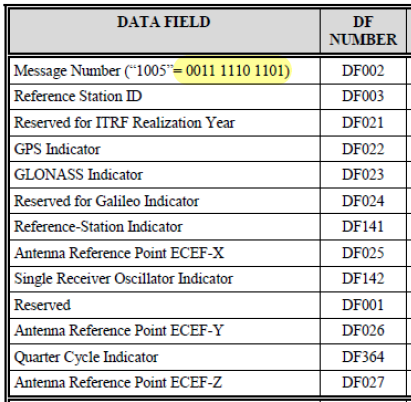 DATA FIELD DF NUMBER
Message Number (“1005”= 0011 1110 1101) DF002
Reference Station ID DF003
Reserved for ITRF Realization Year DF021
GPS Indicator DF022
GLONASS Indicator DF023
Reserved for Galileo Indicator DF024
Reference-Station Indicator DF141
Antenna Reference Point ECEF-X DF025
Single Receiver Oscillator Indicator DF142
Reserved DF001
Antenna Reference Point ECEF-Y DF026
Quarter Cycle Indicator DF364
Antenna Reference Point ECEF-Z DF027